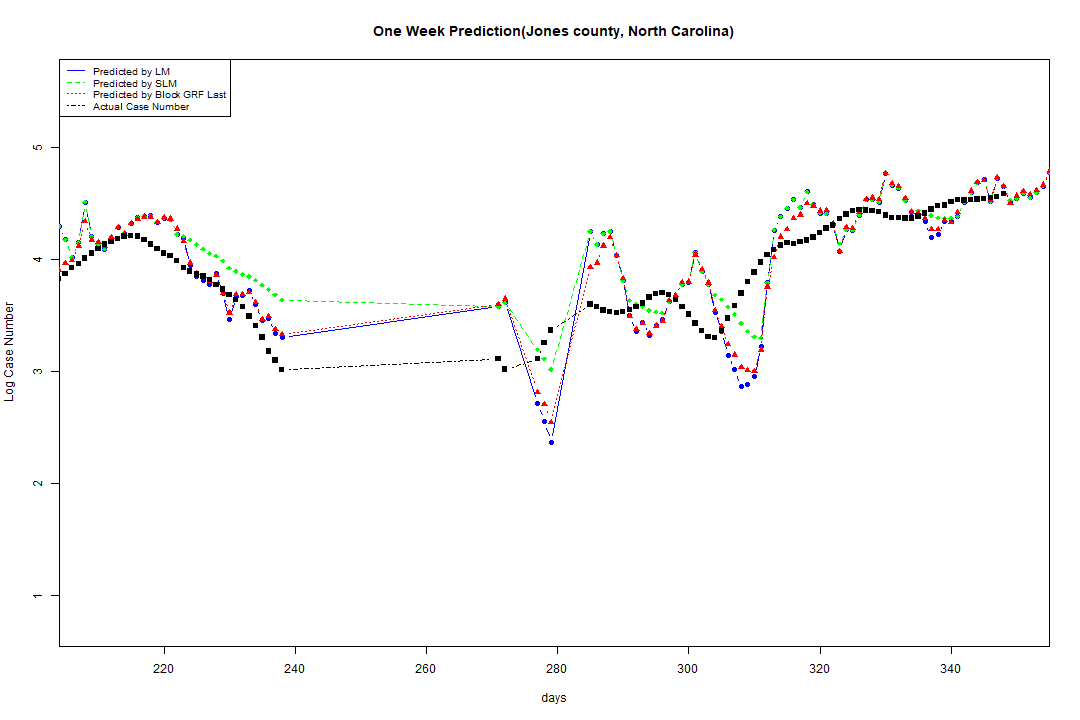 One Week Prediction(Jones county, North Carolina)
Predicted by LM
Predicted by SLM
Predicted by Block GRF Last
Actual Case Number
5
4
3
2
1
Log Case Number
220 240 260 280 300 320 340
days